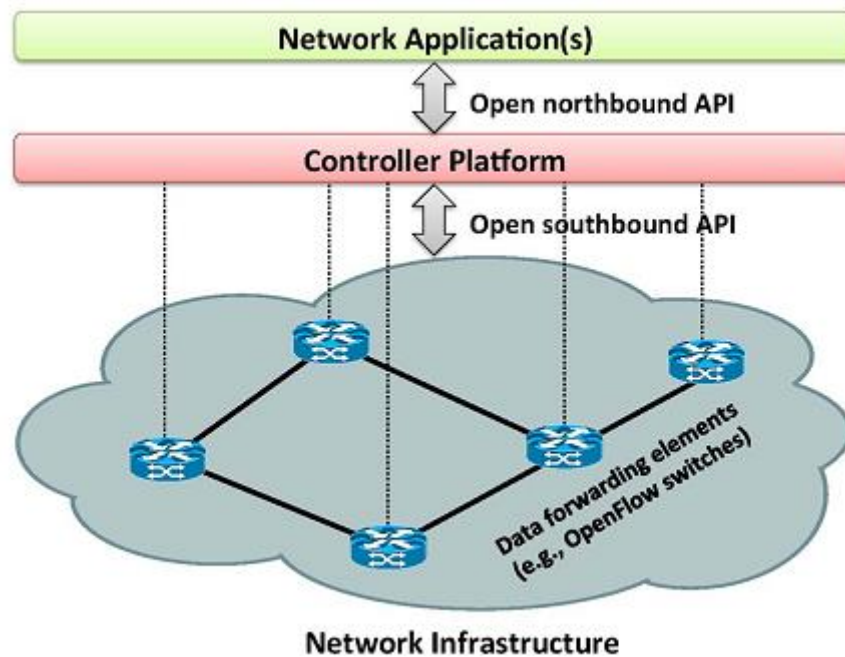 Network Application(s)
Open northbound API
Controller Platform
Open southbound API
Data forwarding elements
(e.g., OpenFlow switches)
Network Infrastructure